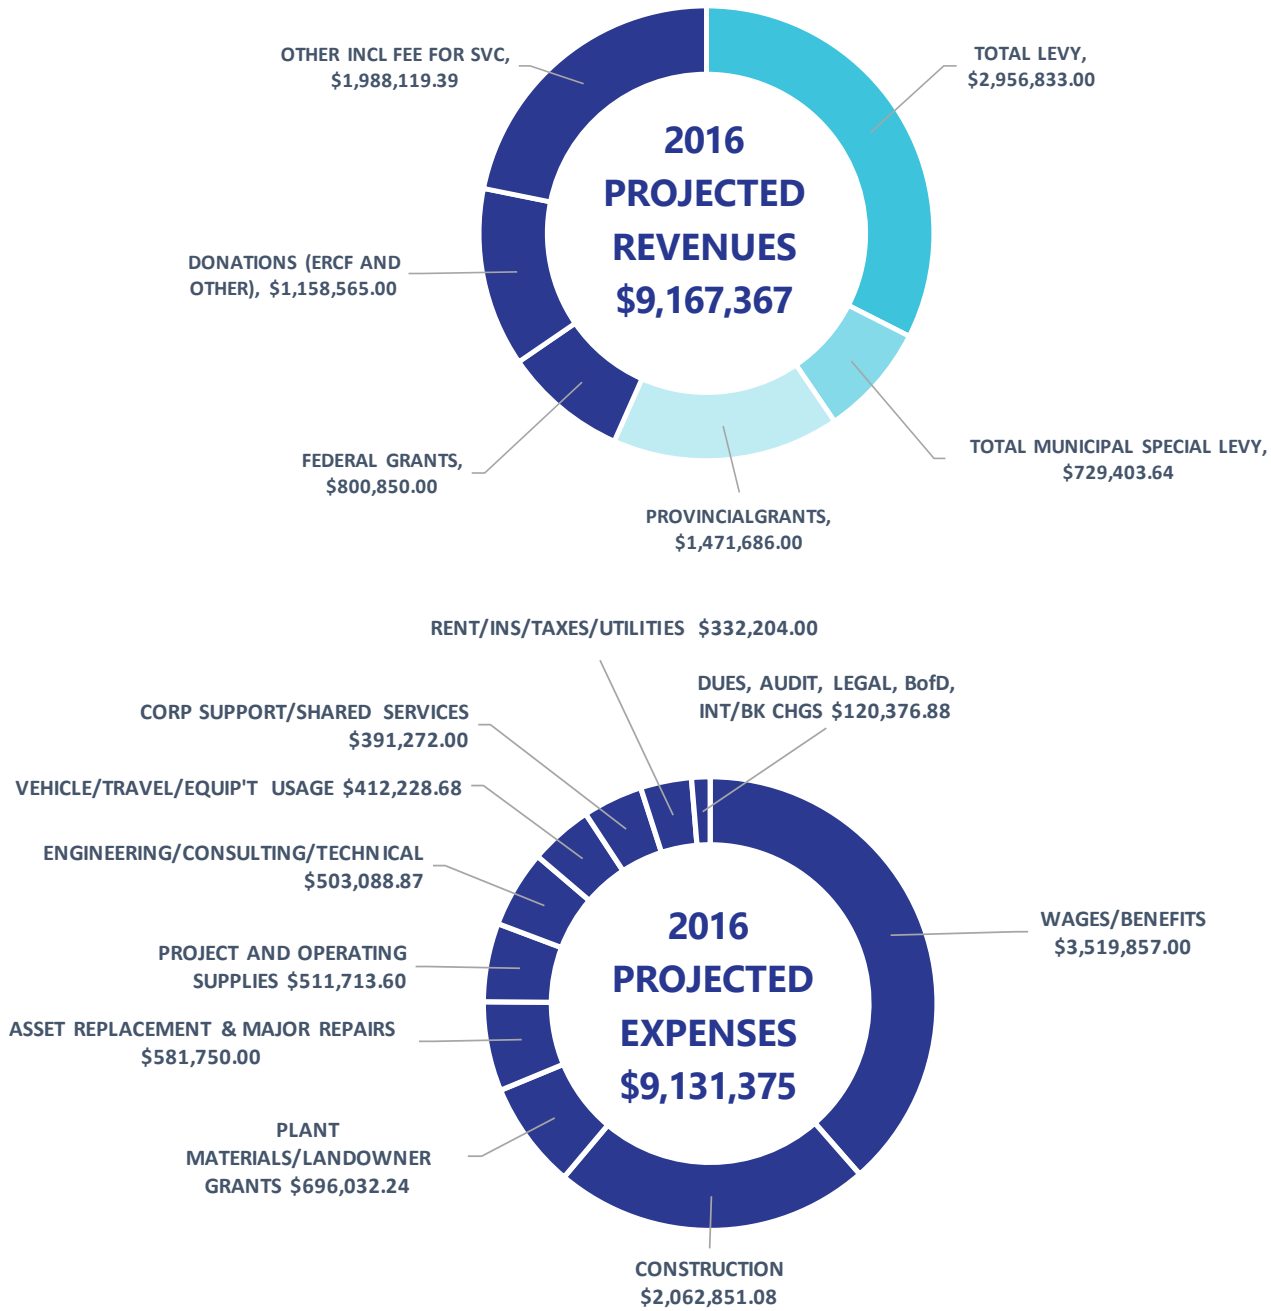 OTHER INCL FEE FOR SVC,
$1,988,119.39
TOTAL LEVY,
$2,956,833.00
2016
PROJECTED
REVENUES
$9,167,367
DONATIONS (ERCF AND
OTHER), $1,158,565.00
FEDERAL GRANTS,
$800,850.00
TOTAL MUNICIPAL SPECIAL LEVY,
$729,403.64
PROVINCIALGRANTS,
$1,471,686.00
RENT/INS/TAXES/UTILITIES $332,204.00
DUES, AUDIT, LEGAL, BofD,
INT/BK CHGS $120,376.88
CORP SUPPORT/SHARED SERVICES
$391,272.00
VEHICLE/TRAVEL/EQUIP'T USAGE $412,228.68
ENGINEERING/CONSULTING/TECHNICAL
$503,088.87
PROJECT AND OPERATING
SUPPLIES $511,713.60
ASSET REPLACEMENT & MAJOR REPAIRS
$581,750.00
PLANT
MATERIALS/LANDOWNER
GRANTS $696,032.24
2016
PROJECTED
EXPENSES
$9,131,375
WAGES/BENEFITS
$3,519,857.00
CONSTRUCTION
$2,062,851.08